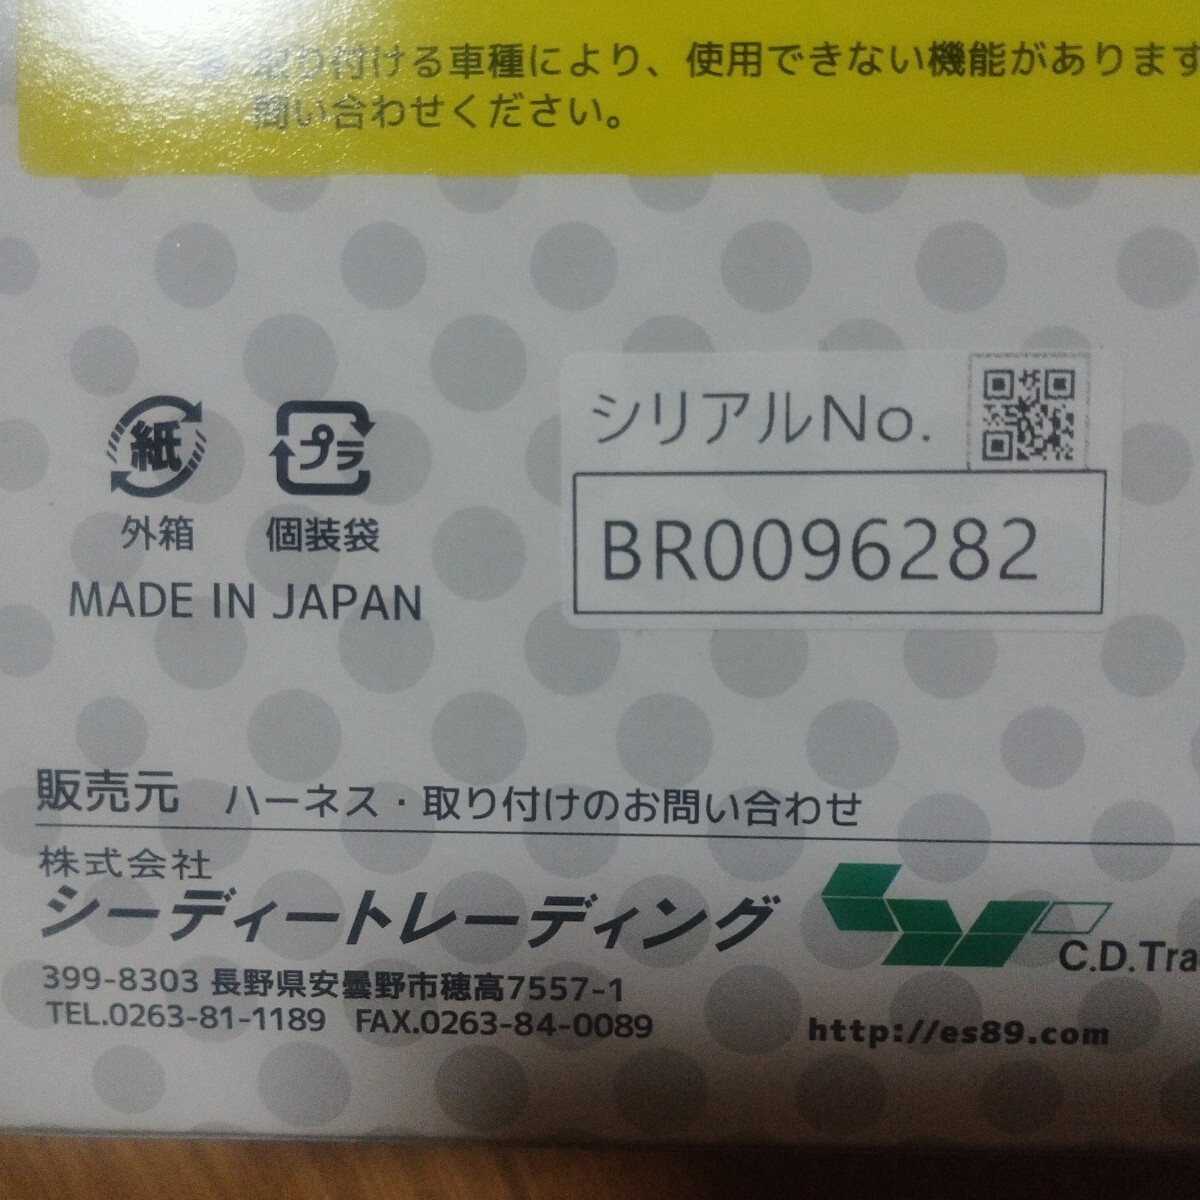 取り付ける車種により、使用できない機能があります
問い合わせください。
シリアルNo.
BR0096282
紙
プラ
外箱
個装袋
MADE IN JAPAN
販売元 ハーネス・取り付けのお問い合わせ
株式会社
シーディートレーディング
C.D.Tra
399-8303 長野県安曇野市穂高7557-1
TEL.0263-81-1189 FAX.0263-84-0089
http://es89.com